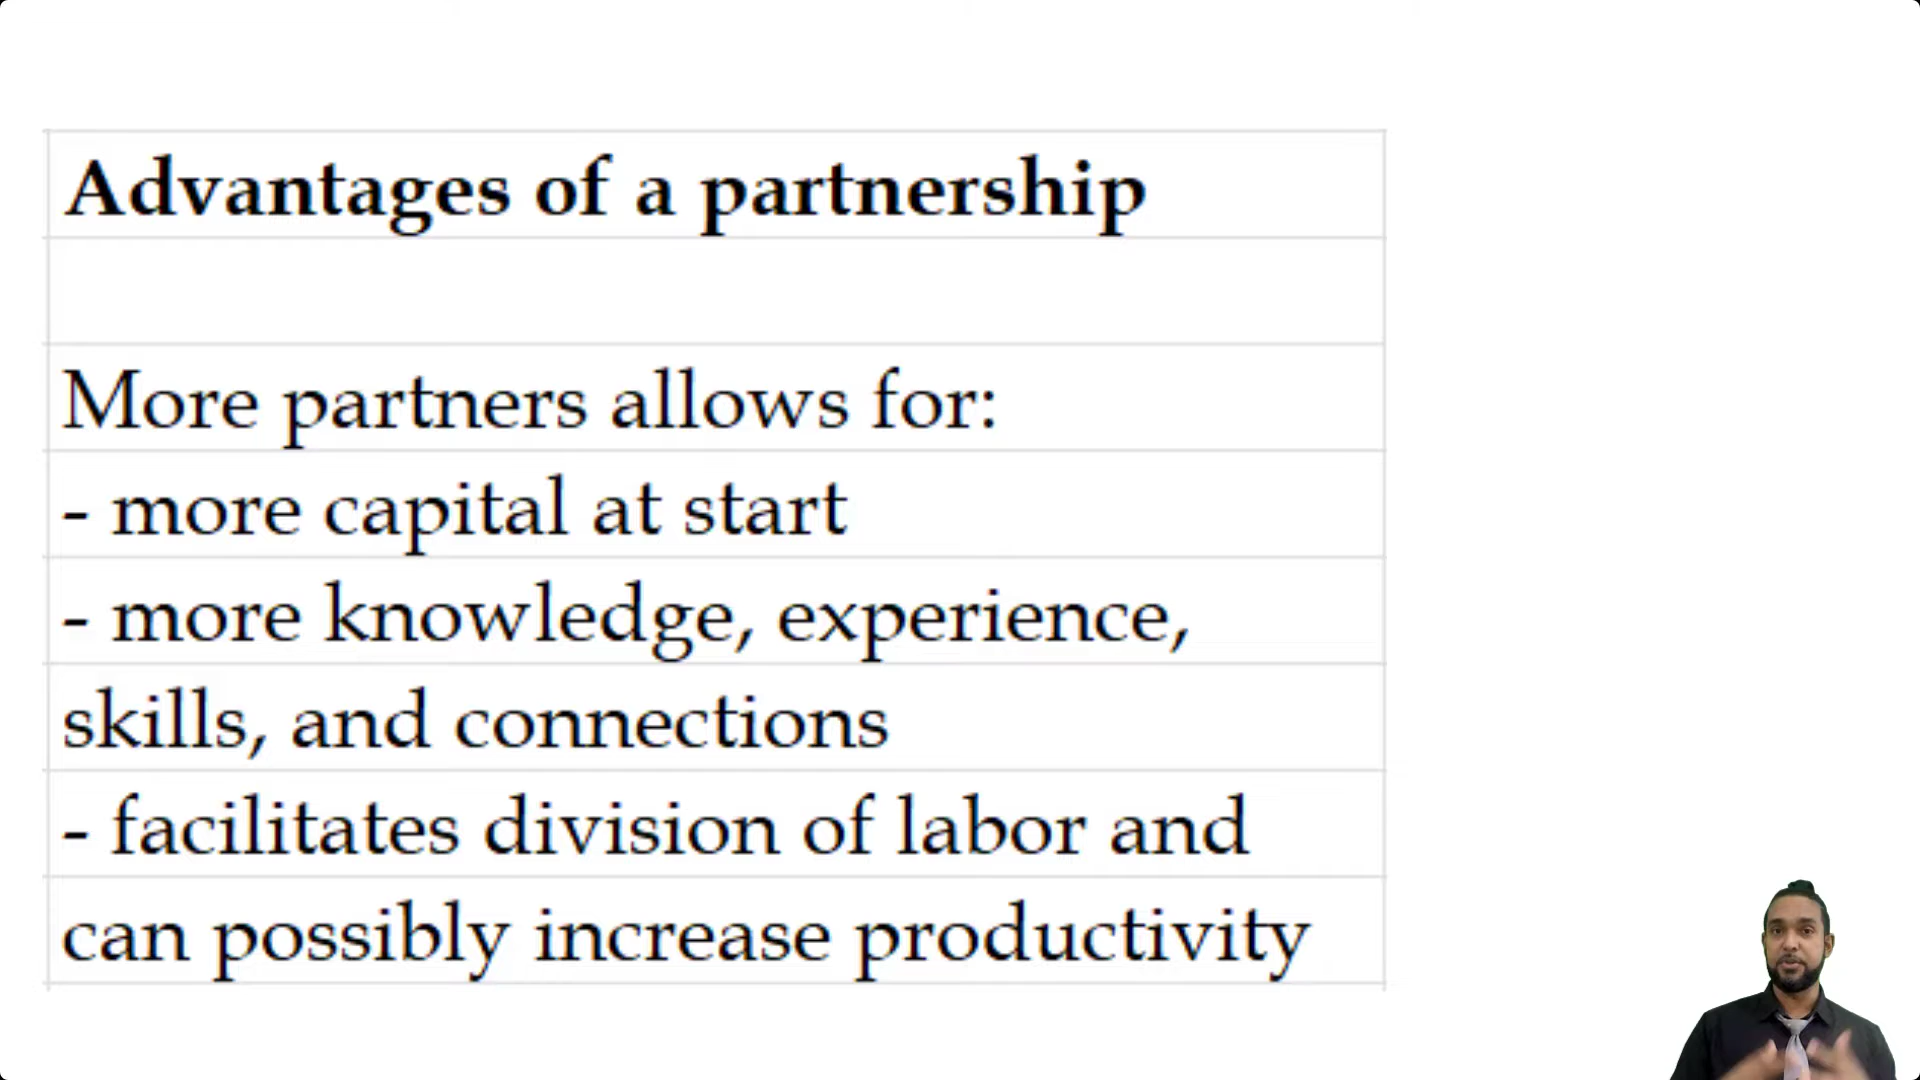 Advantages of a partnership
More partners allows for:
- more capital at start
- more knowledge, experience,
skills, and connections
- facilitates division of labor and
can possibly increase productivity